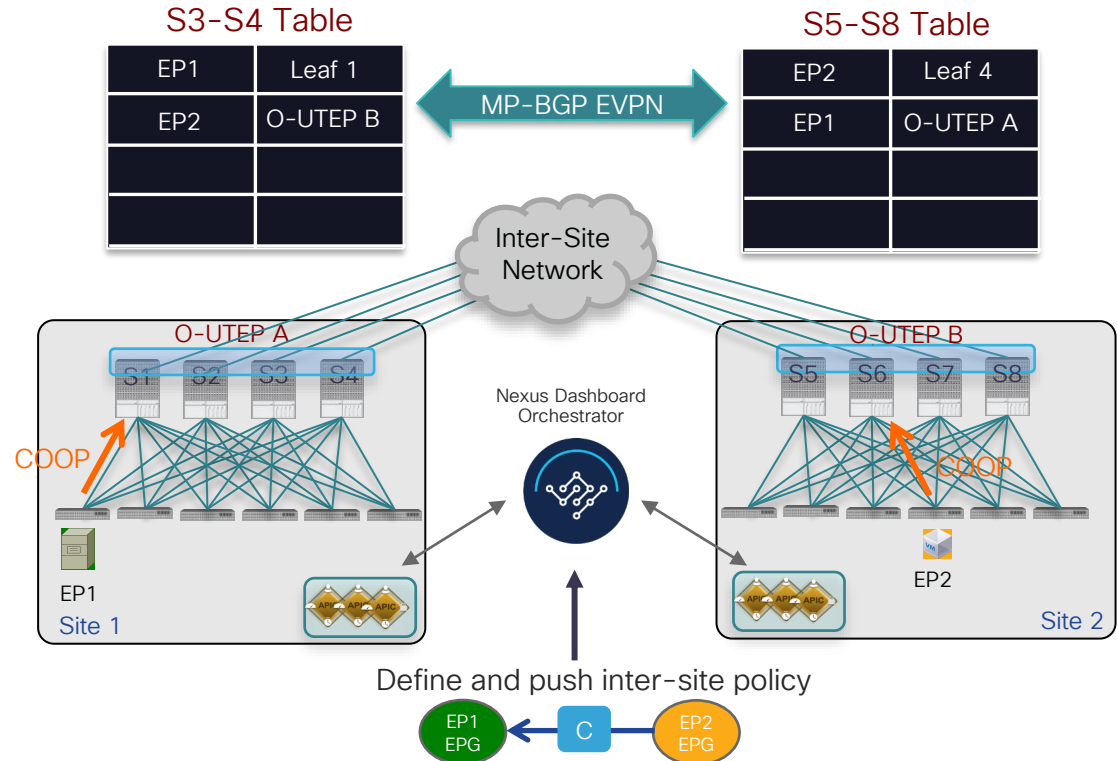 S3-S4 Table
EP1 Leaf 1
EP2 O-UTEP B
MP-BGP EVPN
S5-S8 Table
EP2 Leaf 4
EP1 O-UTEP A
Inter-Site
Network
O-UTEP A
S1 S2 S3 S4
COOP
EP1
Site 1
APIC APIC APIC
Nexus Dashboard
Orchestrator
O-UTEP B
S5 S6 S7 S8
COOP
VM
EP2
Site 2
APIC APIC APIC
Define and push inter-site policy
EP1
EPG
C
EP2
EPG